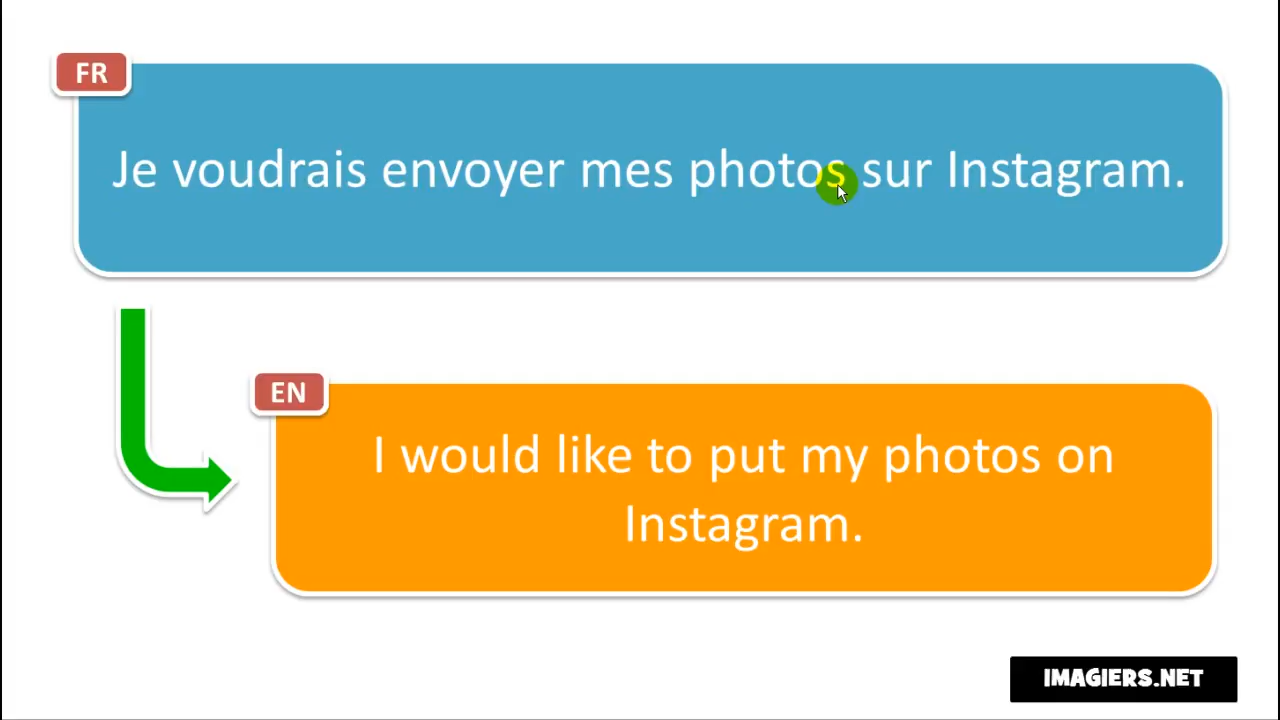 FR
Je voudrais envoyer mes photos sur Instagram.
EN
I would like to put my photos on
Instagram.
IMAGIERS.NET